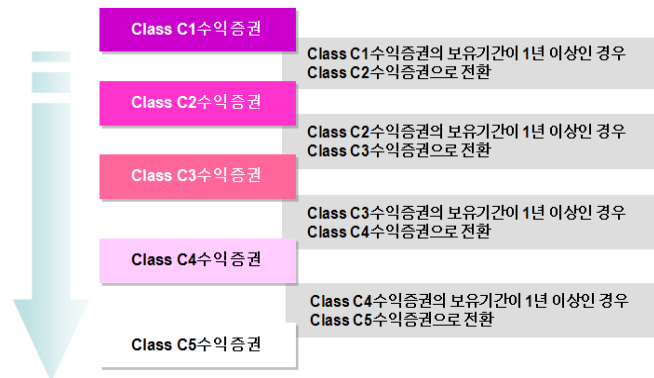 Class C1수익증권
Class C1수익증권의 보유기간이 1년 이상인 경우
Class C2수익증권으로 전환
Class C2수익증권
Class C2수익증권의 보유기간이 1년 이상인 경우
Class C3수익증권으로 전환
Class C3수익증권
Class C3수익증권의 보유기간이 1년 이상인 경우
Class C4수익증권으로 전환
Class C4수익증권
Class C4수익증권의 보유기간이 1년 이상인 경우
Class C5수익증권으로 전환
Class C5수익증권